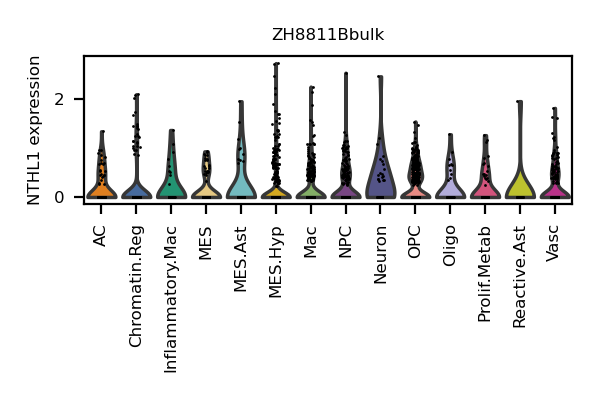 ZH8811Bbulk
NTHL1 expression
2
0
AC
Chromatin.Reg
Inflammatory.Mac
MES
MES.Ast
MES.Hyp
Mac
NPC
Neuron
OPC
Oligo
Prolif.Metab
Reactive.Ast
Vasc